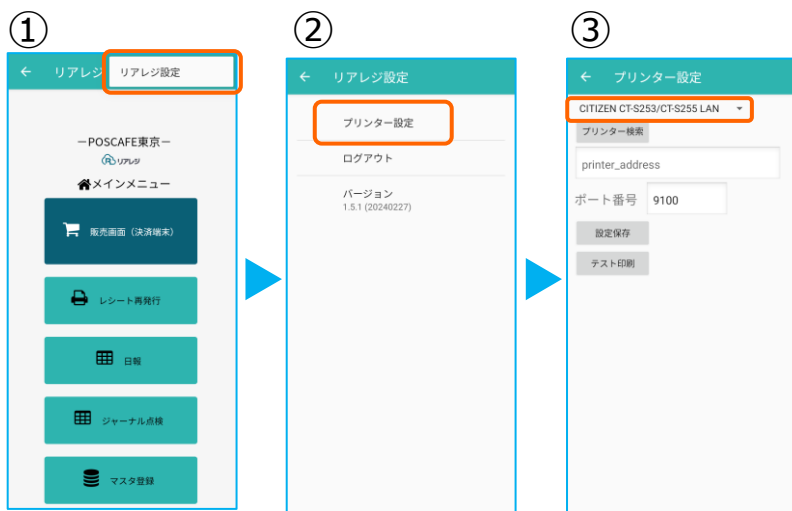 ①
← リアレジ リアレジ設定
－POSCAFE東京－
リアレジ
メインメニュー
販売画面（決済端末）
レシート再発行
日報
ジャーナル点検
マスタ登録
②
← リアレジ設定
プリンター設定
ログアウト
バージョン
1.5.1 (20240227)
③
← プリンター設定
CITIZEN CT-S253/CT-S255 LAN
プリンター検索
printer_address
ポート番号 9100
設定保存
テスト印刷